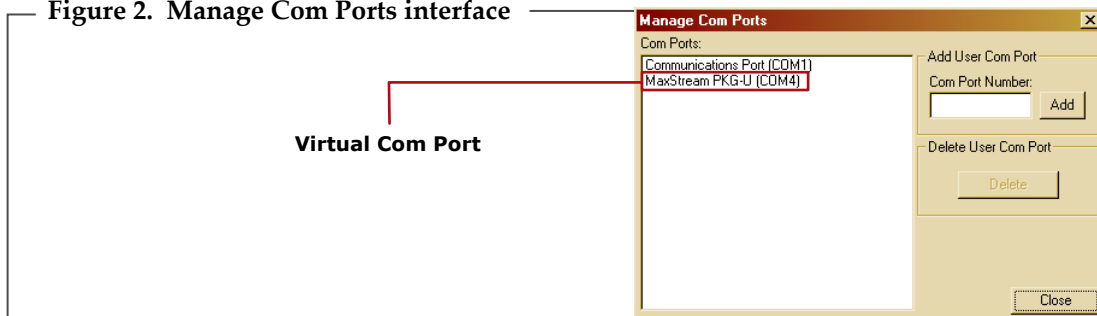 Figure 2. Manage Com Ports interface
Manage Com Ports
Com Ports:
Communications Port (COM1)
MaxStream PKG-U (COM4)
Virtual Com Port
Add User Com Port
Com Port Number:
Add
Delete User Com Port
Delete
Close